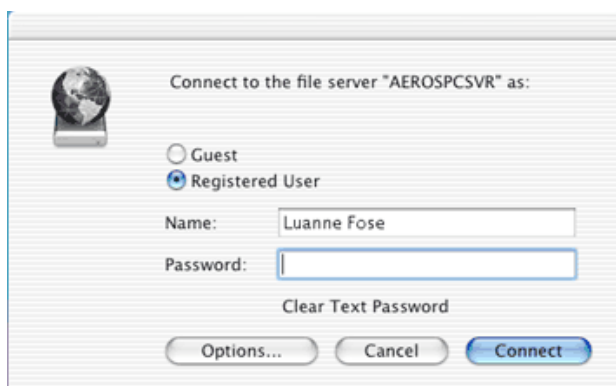 Connect to the file server "AEROSPCSVR" as:
Guest
Registered User
Name: Luanne Fose
Password:
Clear Text Password
Options... Cancel Connect